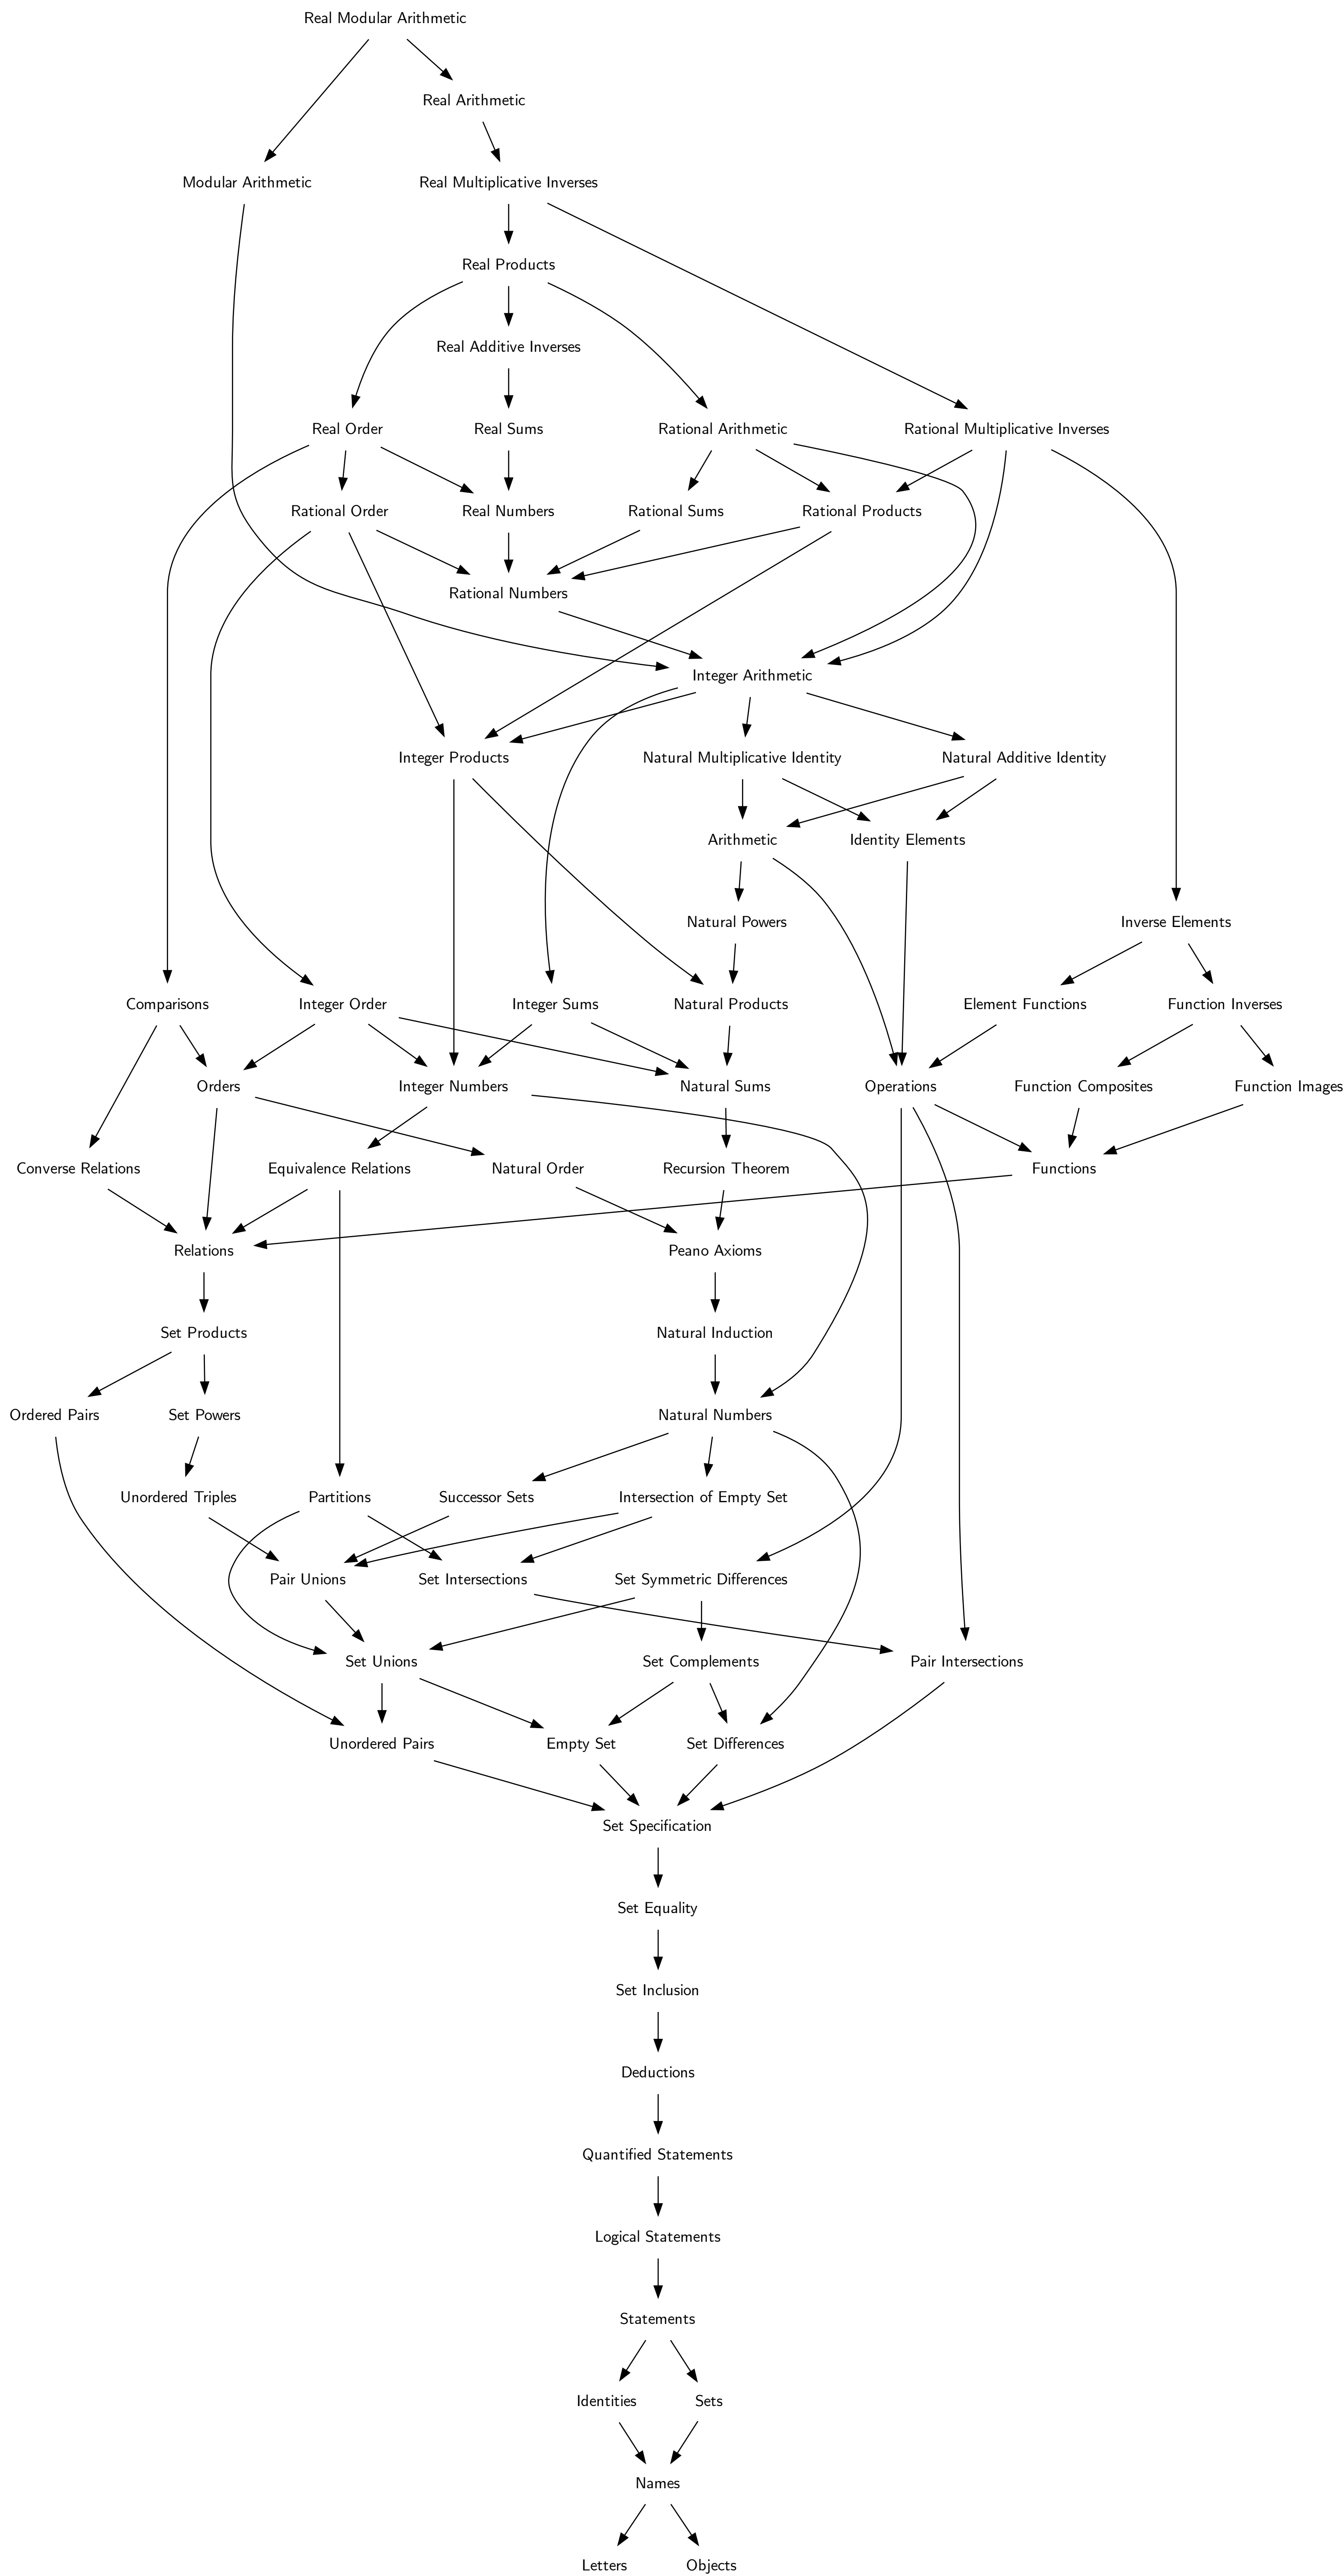 Real Modular Arithmetic
Real Arithmetic
Modular Arithmetic
Real Multiplicative Inverses
Real Products
Real Additive Inverses
Real Order
Real Sums
Rational Arithmetic
Rational Multiplicative Inverses
Rational Order
Real Numbers
Rational Sums
Rational Products
Rational Numbers
Integer Arithmetic
Integer Products
Natural Multiplicative Identity
Natural Additive Identity
Arithmetic
Identity Elements
Natural Powers
Inverse Elements
Comparisons
Integer Order
Integer Sums
Natural Products
Element Functions
Function Inverses
Orders
Integer Numbers
Natural Sums
Operations
Function Composites
Function Images
Converse Relations
Equivalence Relations
Natural Order
Recursion Theorem
Functions
Relations
Peano Axioms
Set Products
Natural Induction
Ordered Pairs
Set Powers
Natural Numbers
Unordered Triples
Partitions
Successor Sets
Intersection of Empty Set
Pair Unions
Set Intersections
Set Symmetric Differences
Set Unions
Set Complements
Pair Intersections
Unordered Pairs
Empty Set
Set Differences
Set Specification
Set Equality
Set Inclusion
Deductions
Quantified Statements
Logical Statements
Statements
Identities
Sets
Names
Letters
Objects